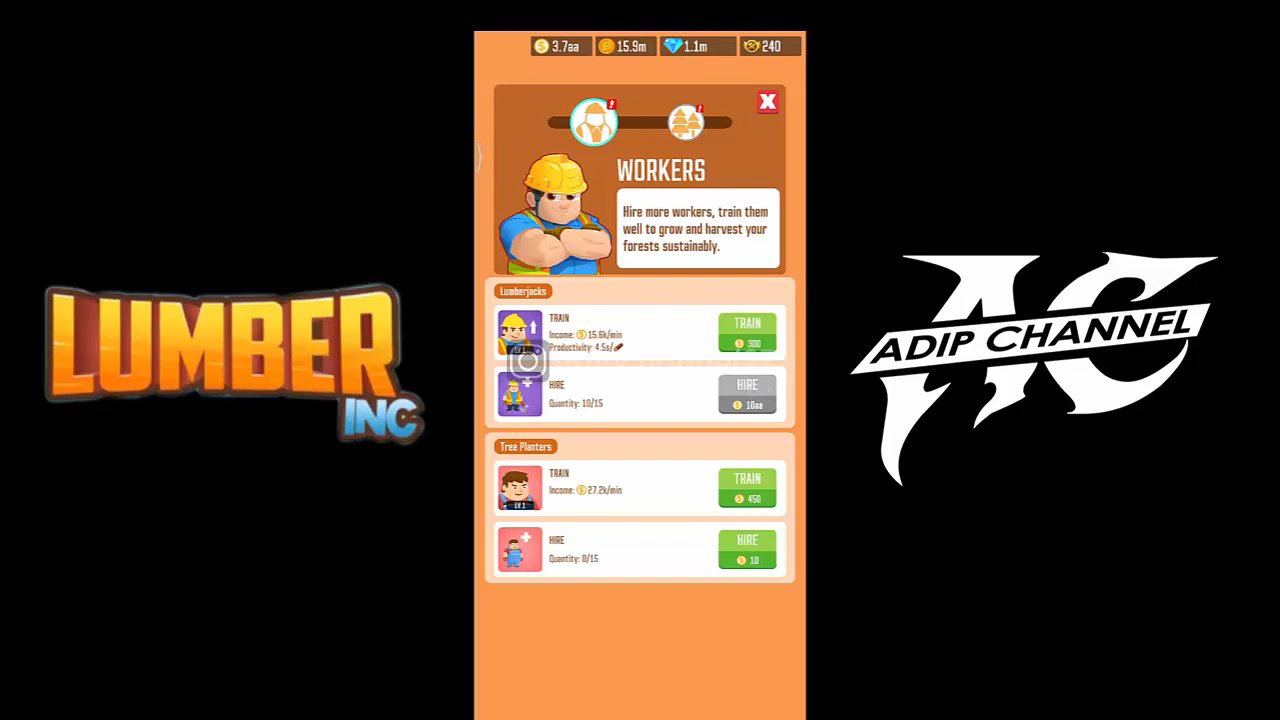 3.7aa
15.9m
1.1m
240
X
WORKERS
Hire more workers, train them
well to grow and harvest your
forests sustainably.
LUMBER
INC
ADIP CHANNEL
Lumberjacks
TRAIN
Income: 15.6k/min
Productivity: 4.5s/
TRAIN
300
HIRE
Quantity: 10/15
HIRE
10aa
Tree Planters
TRAIN
Income: 27.2k/min
LV.1
TRAIN
450
HIRE
Quantity: 0/15
HIRE
10